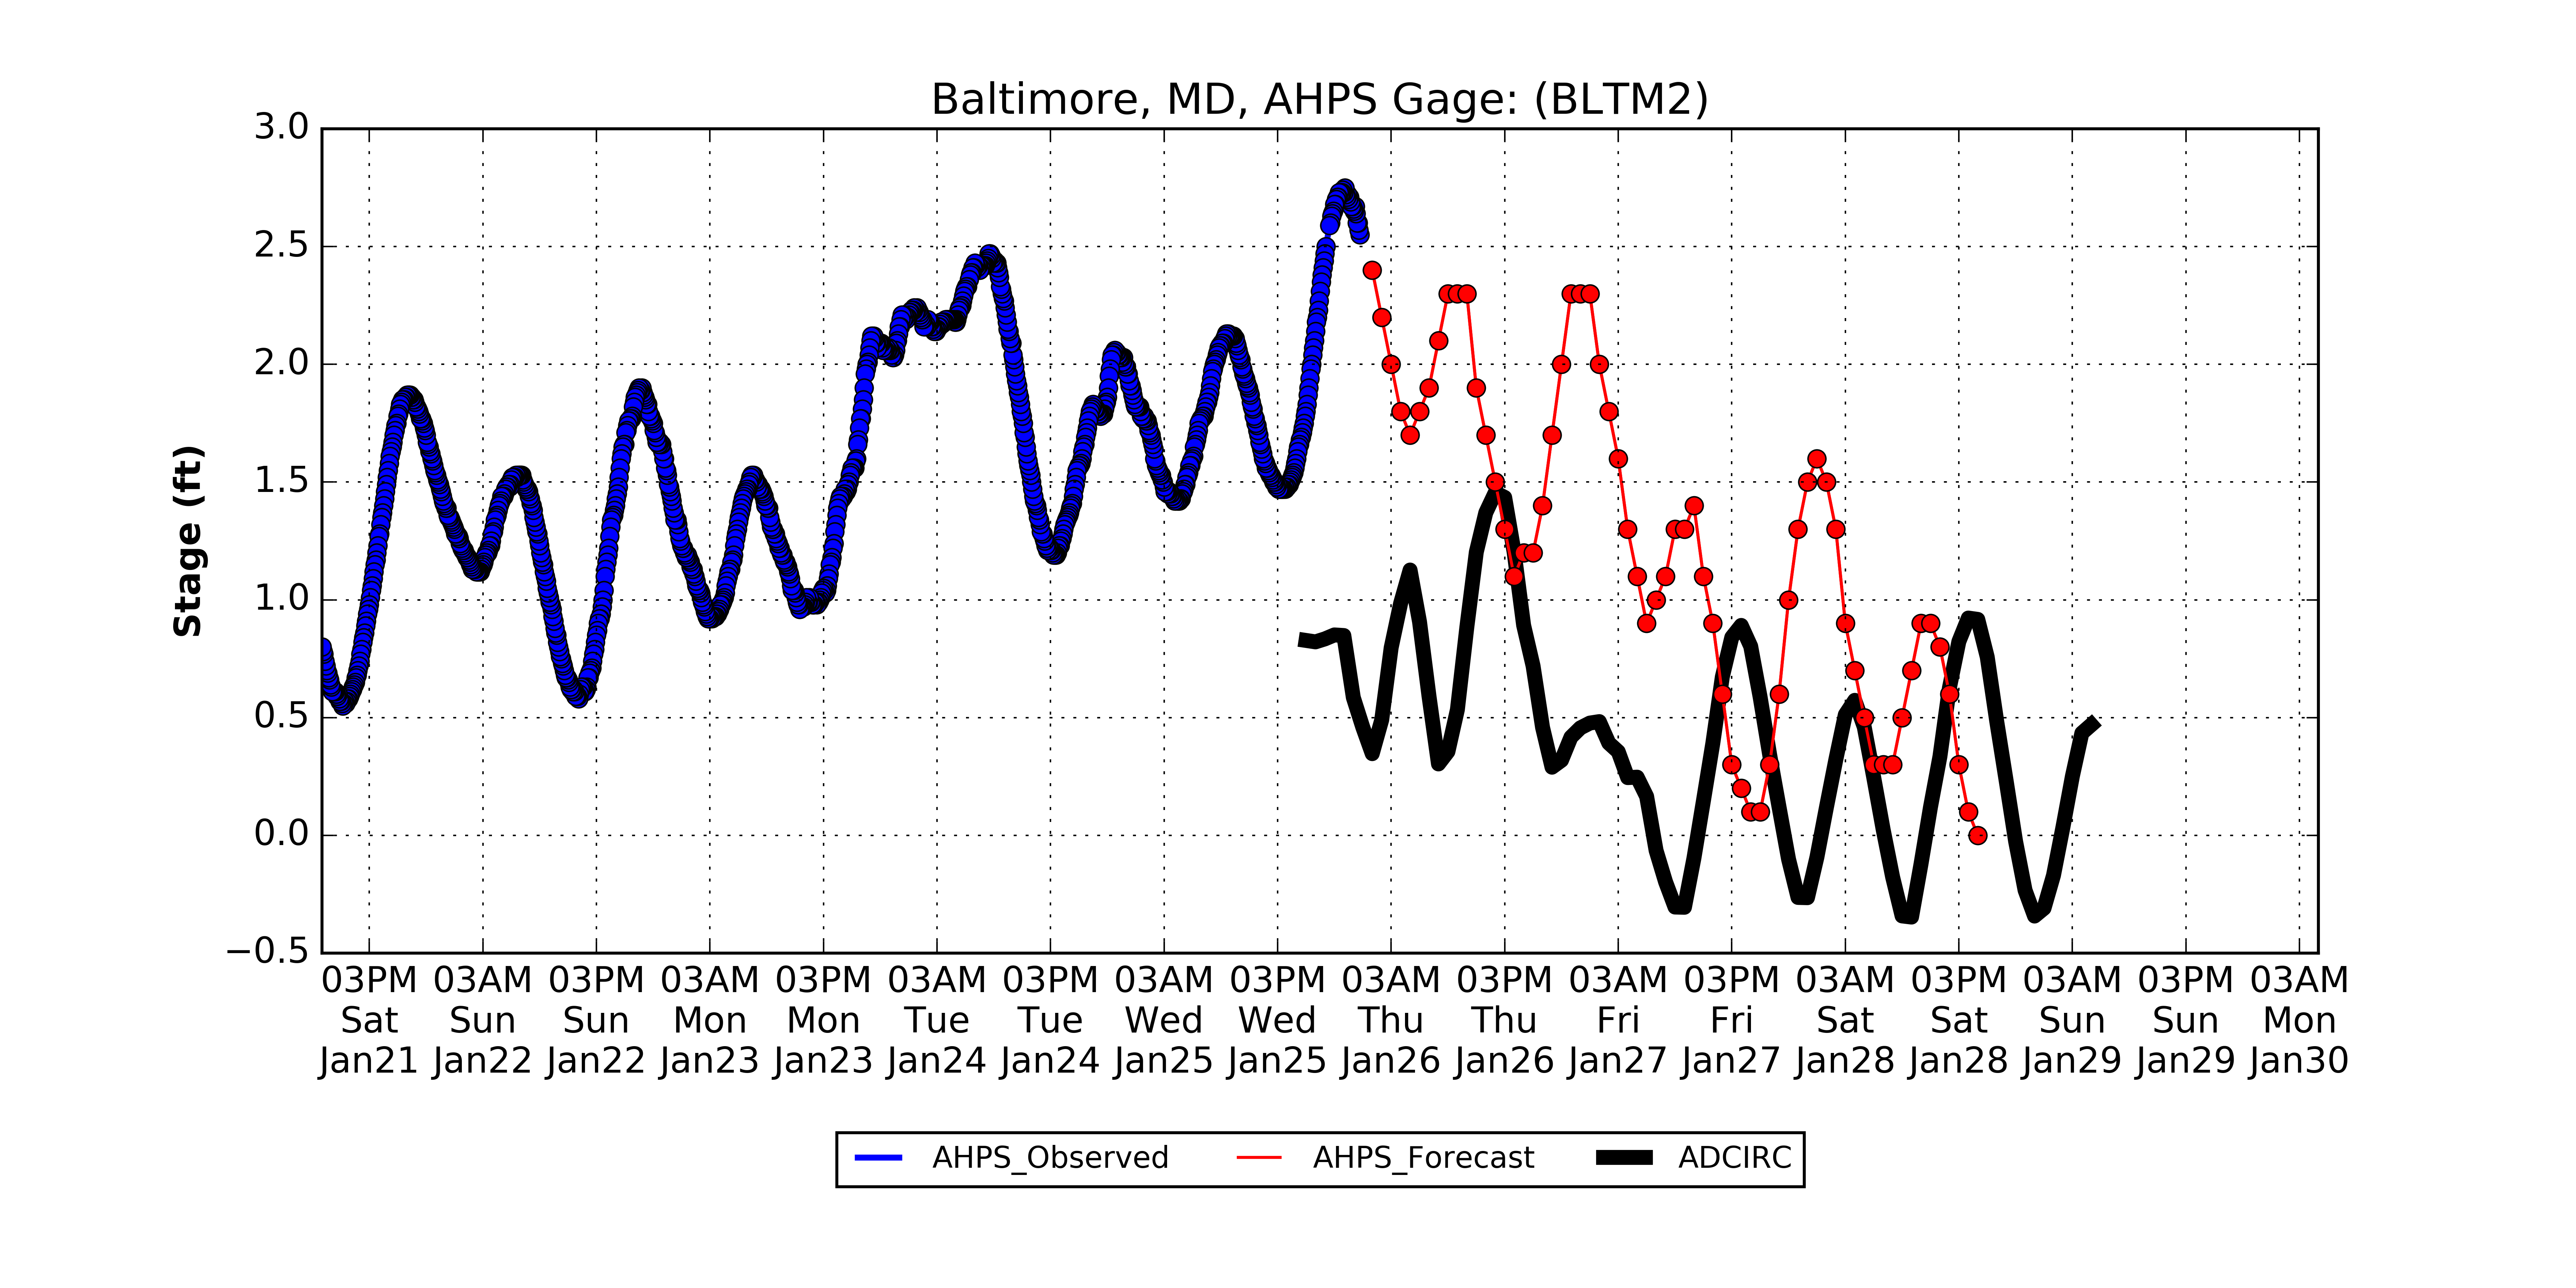 Baltimore, MD, AHPS Gage: (BLTM2)
3.0
2.5
2.0
1.5
1.0
0.5
0.0
−0.5
Stage (ft)
03PM 03AM 03PM 03AM 03PM 03AM 03PM 03AM 03PM 03AM 03PM 03AM 03PM 03AM 03PM 03AM 03PM 03AM
Sat Sun Sun Mon Mon Tue Tue Wed Wed Thu Thu Fri Fri Sat Sat Sun Sun Mon
Jan21 Jan22 Jan22 Jan23 Jan23 Jan24 Jan24 Jan25 Jan25 Jan26 Jan26 Jan27 Jan27 Jan28 Jan28 Jan29 Jan29 Jan30
AHPS_Observed AHPS_Forecast ADCIRC